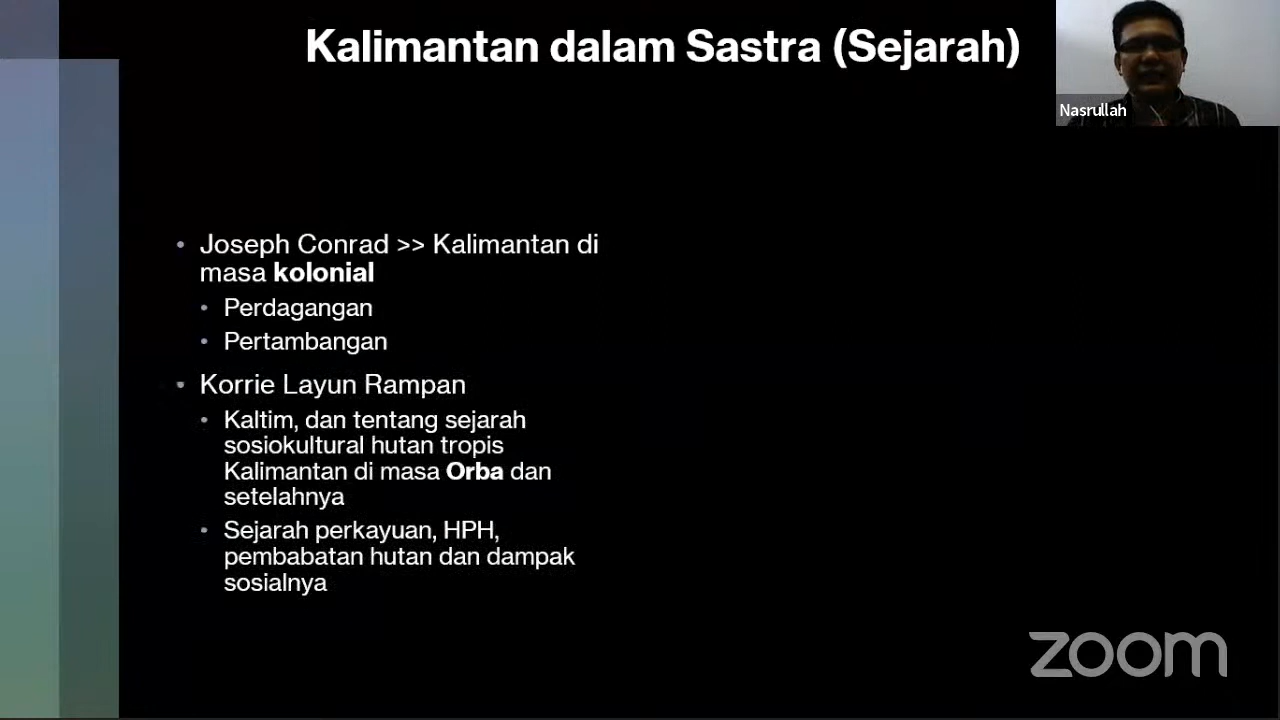 Kalimantan dalam Sastra (Sejarah)
Nasrullah
Joseph Conrad >> Kalimantan di
masa kolonial
Perdagangan
Pertambangan
Korrie Layun Rampan
Kaltim, dan tentang sejarah
sosiokultural hutan tropis
Kalimantan di masa Orba dan
setelahnya
Sejarah perkayuan, HPH,
pembabatan hutan dan dampak
sosialnya
zoom